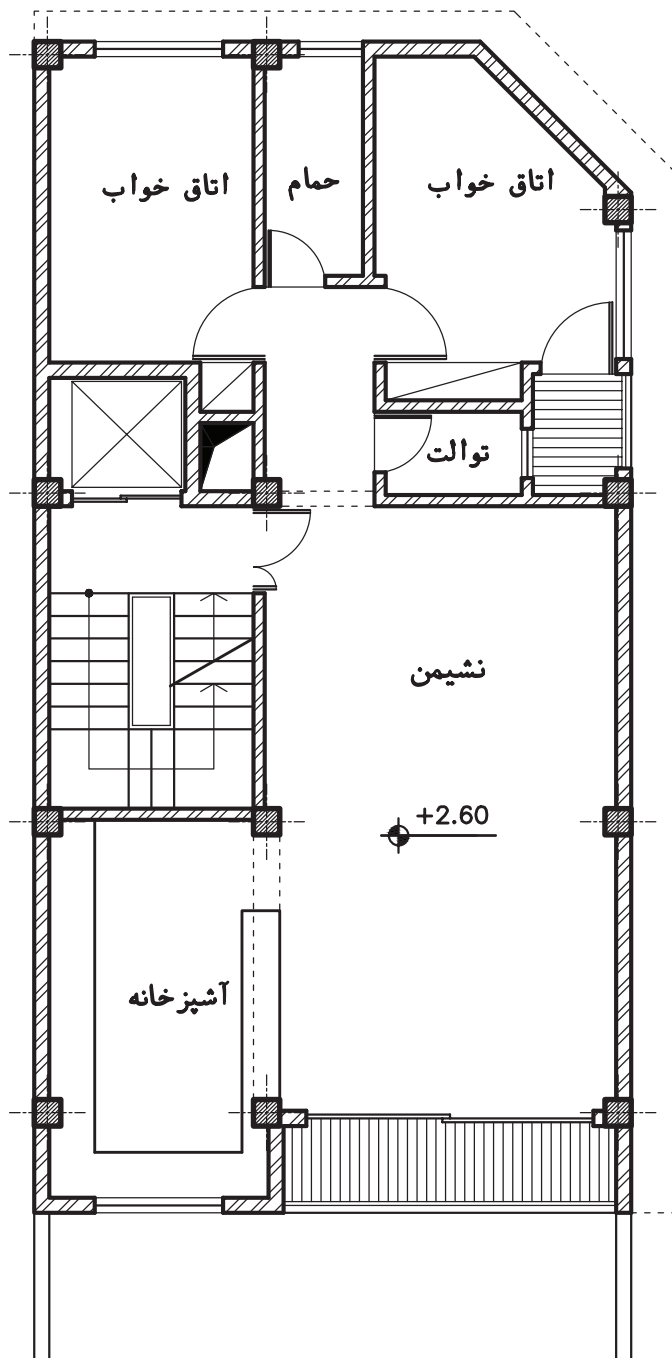 اتاق خواب
حمام
اتاق خواب
توالت
نشیمن
+2.60
آشپزخانه